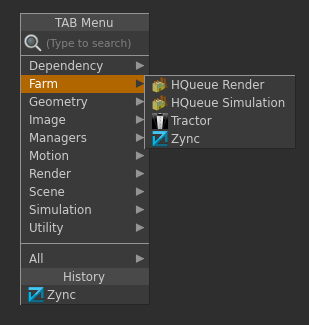 TAB Menu
(Type to search)
Dependency
Farm
Geometry
Image
Managers
Motion
Render
Scene
Simulation
Utility
All
History
Zync
HQueue Render
HQueue Simulation
Tractor
Zync